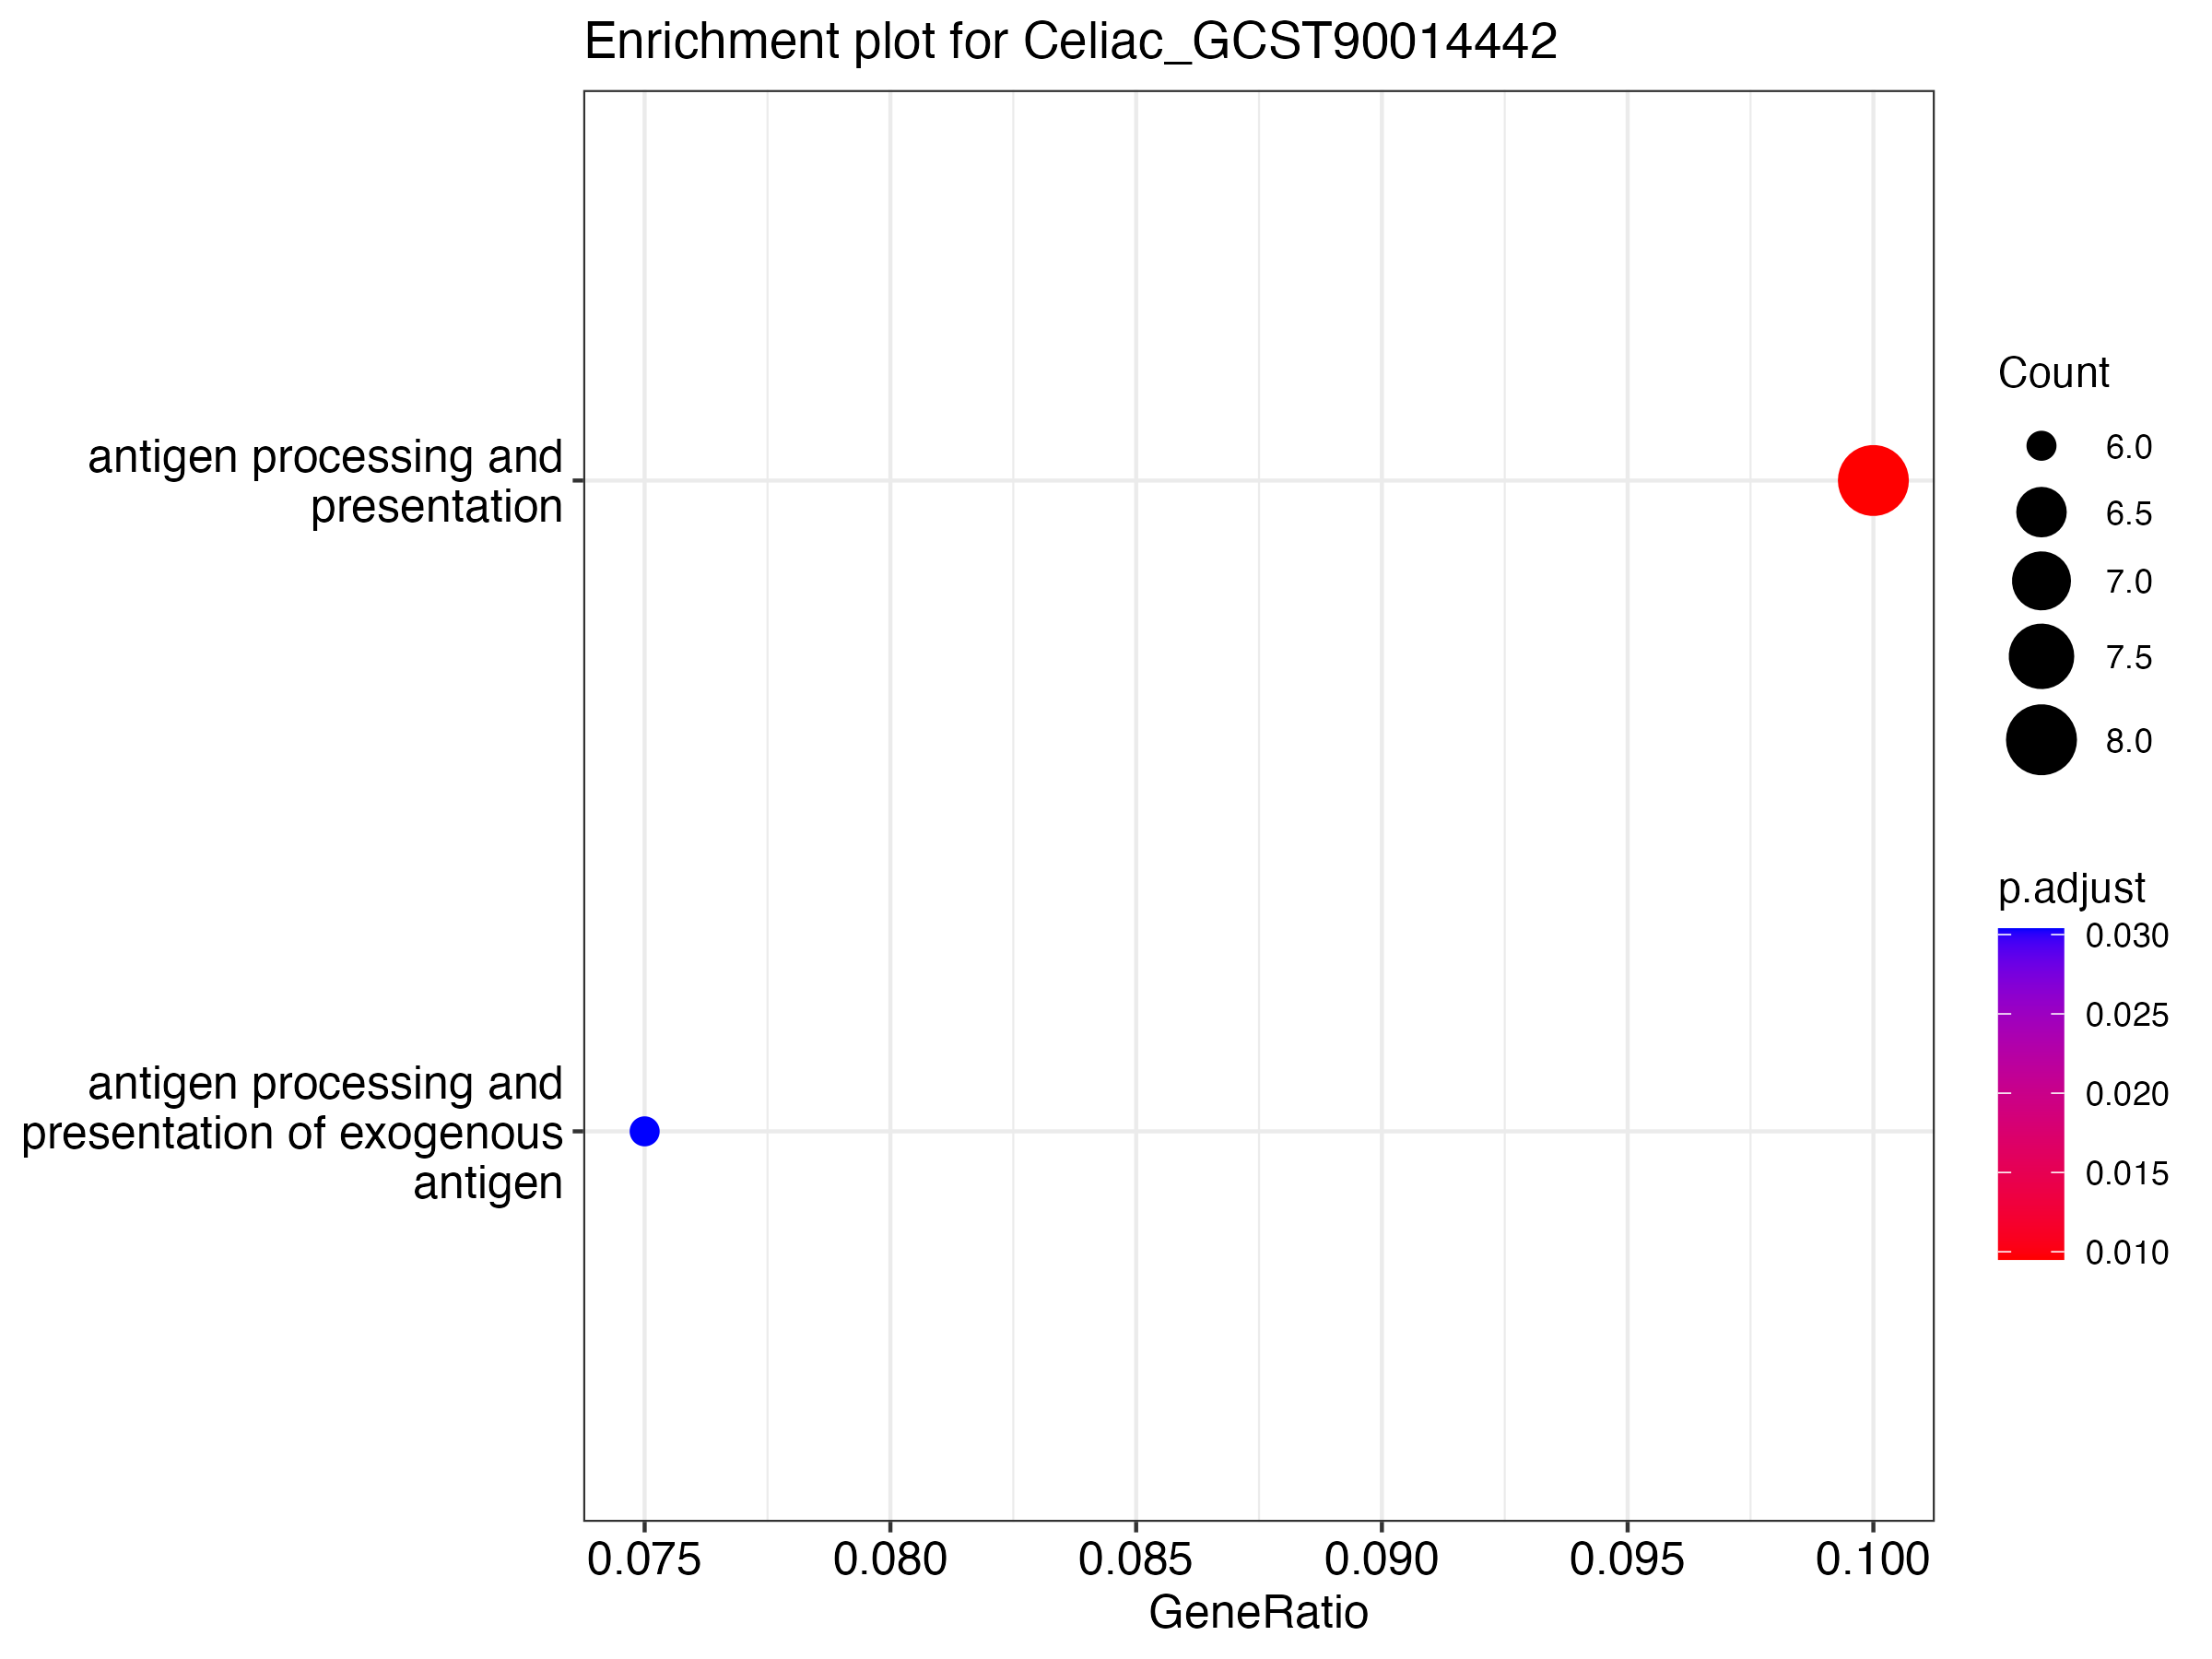 Enrichment plot for Celiac_GCST90014442
antigen processing and
presentation
antigen processing and
presentation of exogenous
antigen
0.075
0.080
0.085
0.090
0.095
0.100
GeneRatio
Count
6.0
6.5
7.0
7.5
8.0
p.adjust
0.030
0.025
0.020
0.015
0.010